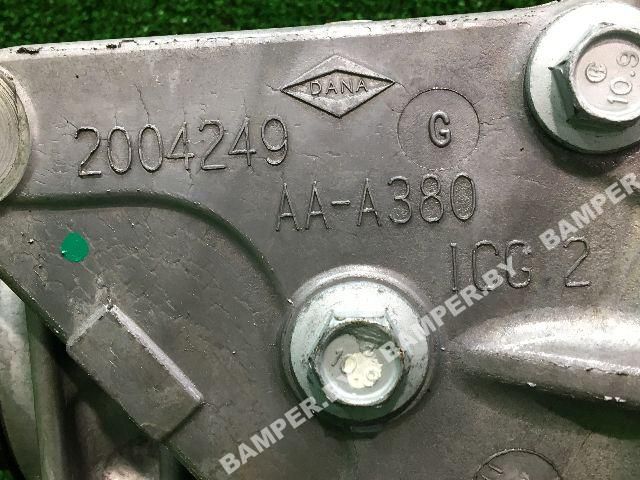 DANA
G
2004249
AA-A380
ICG 2
G
10.9
BAMPER.BY
BAMPER.BY
BAMPER.BY